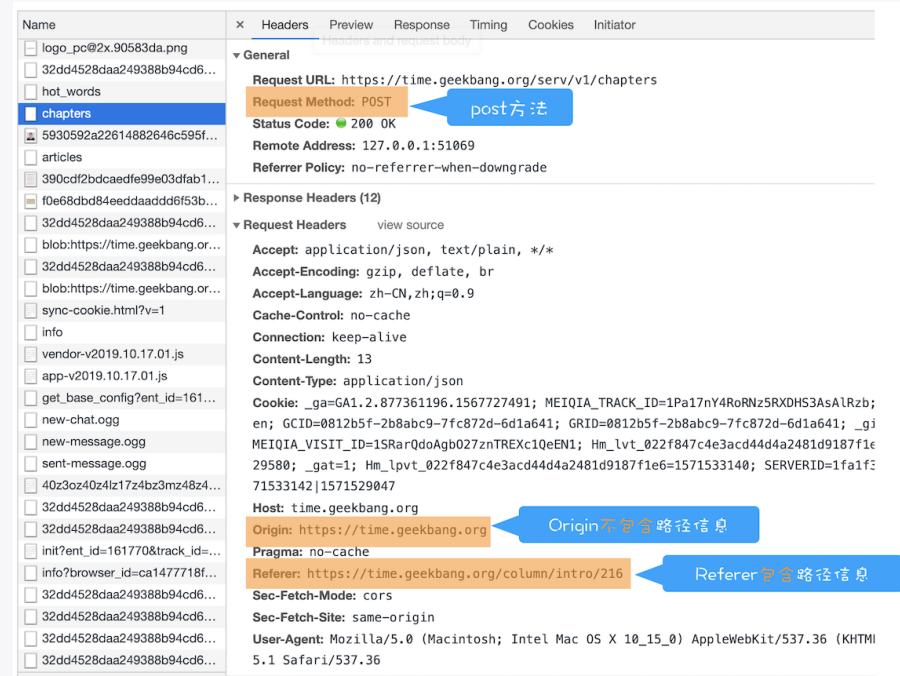 Name
logo_pc@2x.90583da.png
32dd4528daa249388b94cd6...
hot_words
chapters
5930592a22614882646c595f...
articles
390cdf2bdcaedfe99e03dfab1...
f0e68dbd84eeddaaddd6f53b...
32dd4528daa249388b94cd6...
blob:https://time.geekbang.or...
32dd4528daa249388b94cd6...
blob:https://time.geekbang.or...
sync-cookie.html?v=1
info
vendor-v2019.10.17.01.js
app-v2019.10.17.01.js
get_base_config?ent_id=161...
new-chat.ogg
new-message.ogg
sent-message.ogg
40z3oz40z4lz17z4bz3mz48z4...
32dd4528daa249388b94cd6...
32dd4528daa249388b94cd6...
init?ent_id=161770&track_id=...
info?browser_id=ca1477718f...
32dd4528daa249388b94cd6...
32dd4528daa249388b94cd6...
32dd4528daa249388b94cd6...
32dd4528daa249388b94cd6...
× Headers Preview Response Timing Cookies Initiator
Headers and request body
General
Request URL: https://time.geekbang.org/serv/v1/chapters
Request Method: POST
post方法
Status Code: 200 OK
Remote Address: 127.0.0.1:51069
Referrer Policy: no-referrer-when-downgrade
Response Headers (12)
Request Headers view source
Accept: application/json, text/plain, */*
Accept-Encoding: gzip, deflate, br
Accept-Language: zh-CN,zh;q=0.9
Cache-Control: no-cache
Connection: keep-alive
Content-Length: 13
Content-Type: application/json
Cookie: _ga=GA1.2.877361196.1567727491; MEIQIA_TRACK_ID=1Pa17nY4RoRNz5RXDHS3AsAlRzb;
en; GCID=0812b5f-2b8abc9-7fc872d-6d1a641; GRID=0812b5f-2b8abc9-7fc872d-6d1a641; _gi
MEIQIA_VISIT_ID=1SRarQdoAgbO27znTREXc1QeEN1; Hm_lvt_022f847c4e3acd44d4a2481d9187f1e
29580; _gat=1; Hm_lpvt_022f847c4e3acd44d4a2481d9187f1e6=1571533140; SERVERID=1fa1f3
71533142|1571529047
Host: time.geekbang.org
Origin: https://time.geekbang.org
Origin不包含路径信息
Pragma: no-cache
Referer: https://time.geekbang.org/column/intro/216
Referer包含路径信息
Sec-Fetch-Mode: cors
Sec-Fetch-Site: same-origin
User-Agent: Mozilla/5.0 (Macintosh; Intel Mac OS X 10_15_0) AppleWebKit/537.36 (KHTM
5.1 Safari/537.36